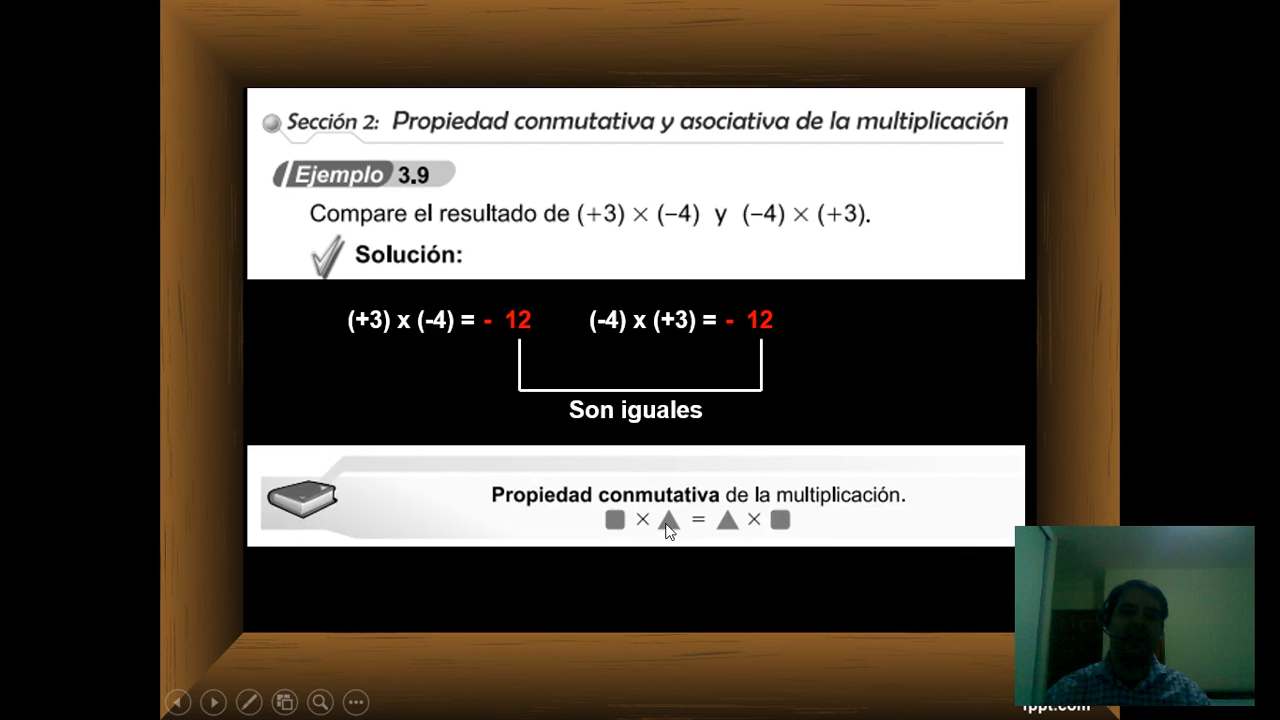 Sección 2: Propiedad conmutativa y asociativa de la multiplicación
Ejemplo 3.9
Compare el resultado de (+3) × (−4) y (−4) × (+3).
Solución:
(+3) x (-4) = - 12 (-4) x (+3) = - 12
Son iguales
Propiedad conmutativa de la multiplicación.
■ × ▲ = ▲ × ■
fppt.com